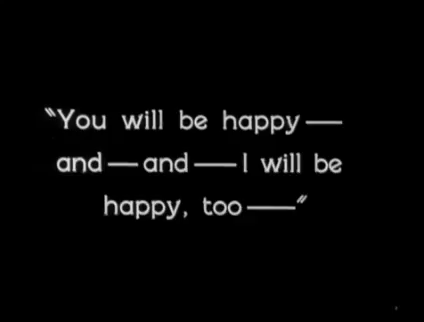 "You will be happy—
and—and—I will be
happy, too—"